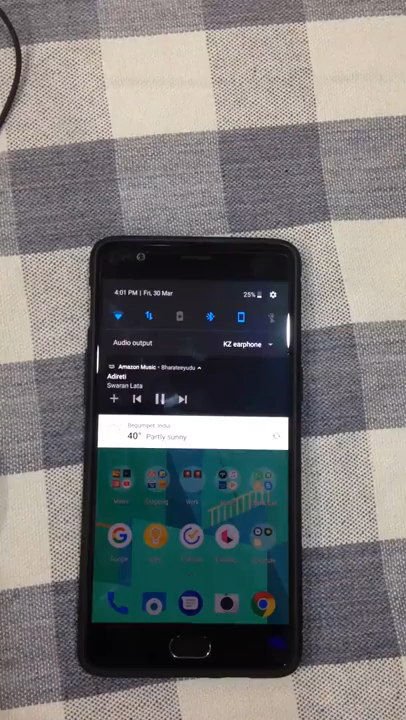 4:01 PM | Fri, 30 Mar
25%
Audio output
KZ earphone
Amazon Music • Bharateeyudu
Adireti
Swaran Lata
Begumpet, India
40° Partly sunny
Work
Google